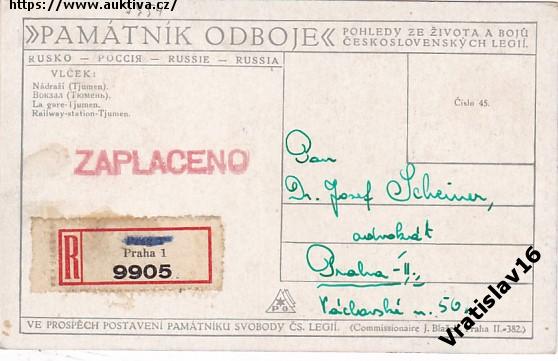 https://www.auktiva.cz/
»PAMÁTNÍK ODBOJE«
POHLEDY ZE ŽIVOTA A BOJŮ
ČESKOSLOVENSKÝCH LEGIÍ.
RUSKO — РОССІЯ — RUSSIE — RUSSIA
VLČEK:
Nádraží (Tjumen).
Вокзал (Тюмень).
La gare-Tjumen.
Railway-station-Tjumen.
Číslo 45.
ZAPLACENO
Pan
Dr. Josef Scheiner,
advokát
Praha-II.
Václavské n. 56.
R
Praha 1
9905
PO
VE PROSPĚCH POSTAVENÍ PAMÁTNÍKU SVOBODY ČS. LEGIÍ. (Commissionaire J. Praha II.-382.)
Vratislav16